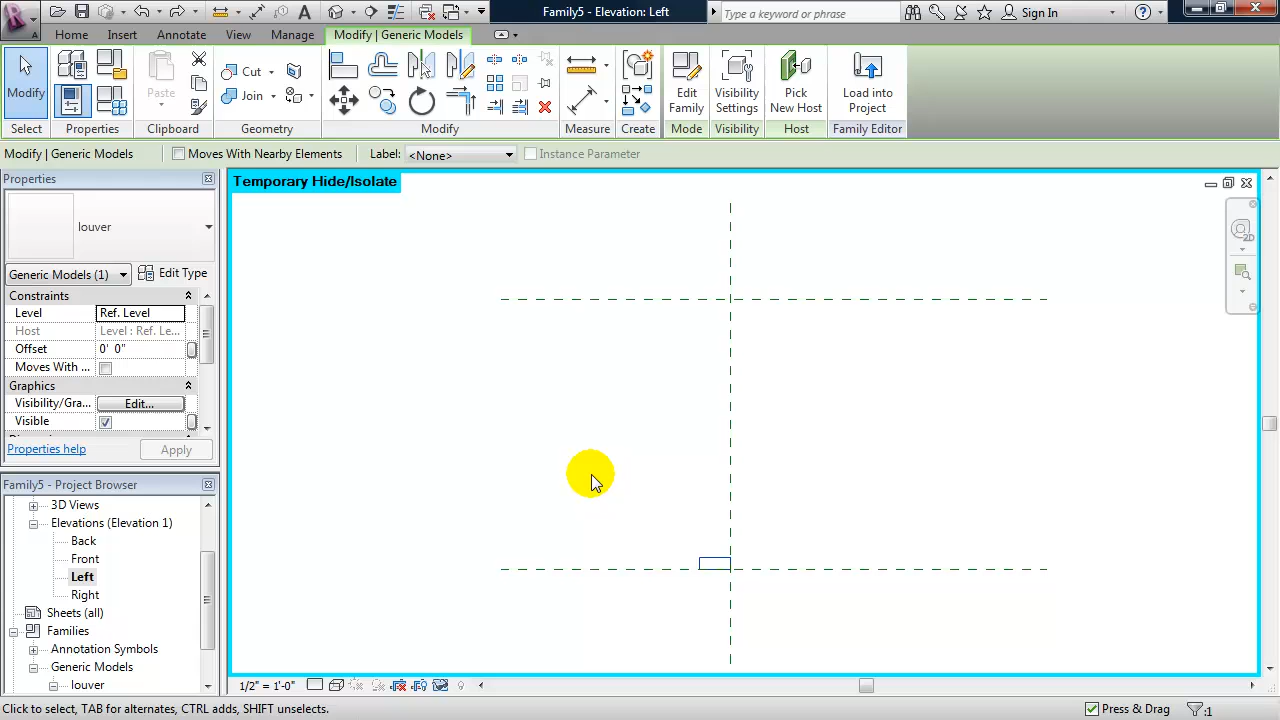 Family5 - Elevation: Left
Type a keyword or phrase
Sign In
Home
Insert
Annotate
View
Manage
Modify | Generic Models
Modify
Paste
Cut
Join
Edit
Family
Visibility
Settings
Pick
New Host
Load into
Project
Select
Properties
Clipboard
Geometry
Modify
Measure
Create
Mode
Visibility
Host
Family Editor
Modify | Generic Models
Moves With Nearby Elements
Label:
<None>
Instance Parameter
Properties
louver
Generic Models (1)
Edit Type
Constraints
Level
Ref. Level
Host
Level : Ref. Le...
Offset
0' 0"
Moves With ...
Graphics
Visibility/Gra...
Edit...
Visible
Properties help
Apply
Family5 - Project Browser
3D Views
Elevations (Elevation 1)
Back
Front
Left
Right
Sheets (all)
Families
Annotation Symbols
Generic Models
louver
Temporary Hide/Isolate
2D
1/2" = 1'-0"
Click to select, TAB for alternates, CTRL adds, SHIFT unselects.
Press & Drag
:1